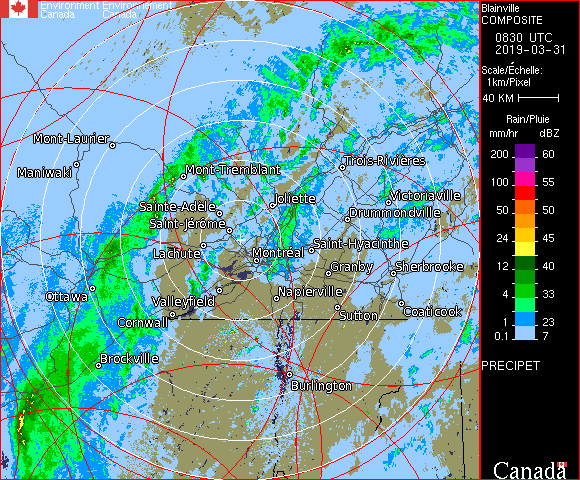 Environment Environnement
Canada Canada
Blainville
COMPOSITE
0830 UTC
2019-03-31
Scale/Échelle:
1km/Pixel
40 KM
Rain/Pluie
mm/hr dBZ
200 60
100 55
50 50
24 45
12 40
4 33
1 23
0.1 7
PRECIPET
Canada
Mont-Laurier
Maniwaki
Mont-Tremblant
Trois-Rivières
Sainte-Adèle
Joliette
Victoriaville
Drummondville
Saint-Jérôme
Lachute
Montréal
Saint-Hyacinthe
Granby
Sherbrooke
Ottawa
Valleyfield
Napierville
Cornwall
Sutton
Coaticook
Brockville
Burlington